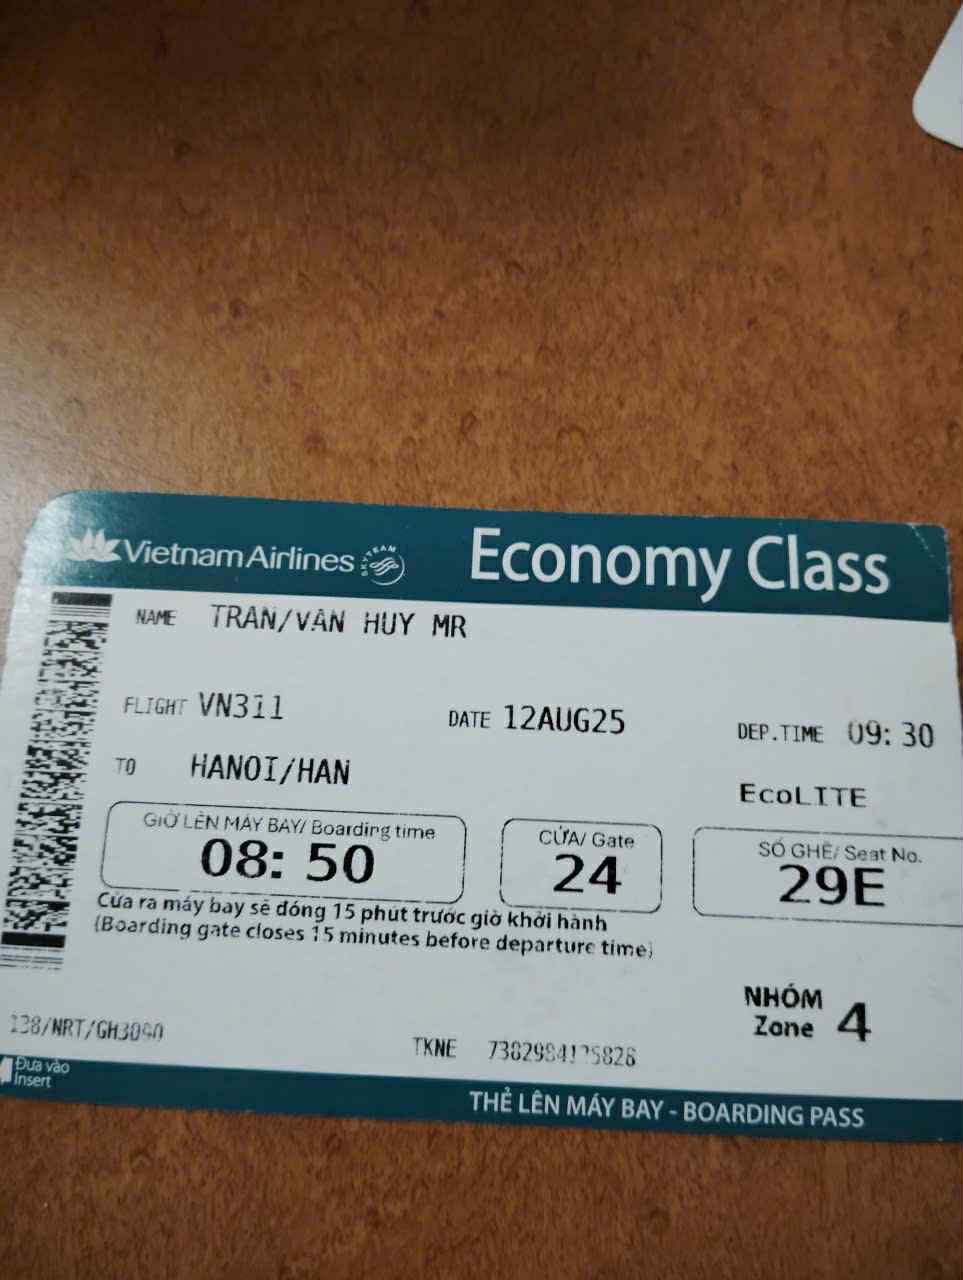 Vietnam Airlines SKYTEAM Economy Class
NAME TRAN/VAN HUY MR
FLIGHT VN311 DATE 12AUG25 DEP.TIME 09:30
TO HANOI/HAN
EcoLITE
GIỜ LÊN MÁY BAY/ Boarding time CỬA/ Gate SỐ GHẾ/ Seat No.
08:50 24 29E
Cửa ra máy bay sẽ đóng 15 phút trước giờ khởi hành
(Boarding gate closes 15 minutes before departure time)
NHÓM
Zone 4
TKNE
Đưa vào
Insert
THẺ LÊN MÁY BAY - BOARDING PASS